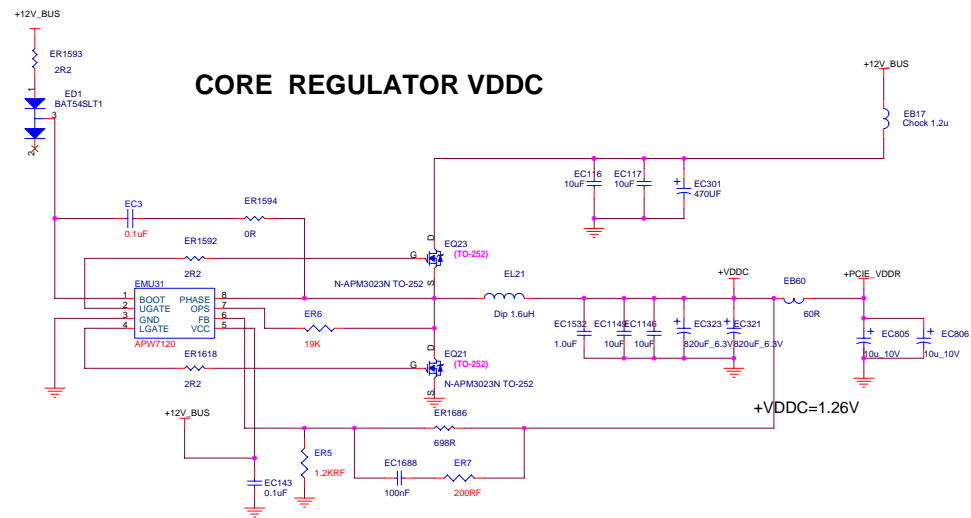 +12V_BUS
ER1593
2R2
1
ED1
BAT54SLT1
3
2
CORE REGULATOR VDDC
+12V_BUS
EB17
Chock 1.2u
EC116
10uF
EC117
10uF
+
EC301
470UF
EC3
0.1uF
ER1594
0R
ER1592
2R2
D
G
S
EQ23
(TO-252)
N-APM3023N TO-252
EMU31
1 BOOT PHASE 8
2 UGATE OPS 7
3 GND FB 6
4 LGATE VCC 5
APW7120
ER6
19K
EL21
Dip 1.6uH
+VDDC
EB60
60R
+PCIE_VDDR
EC1532
1.0uF
EC1149
10uF
EC1146
10uF
+
EC323
820uF_6.3V
+
EC321
820uF_6.3V
+
EC805
10u_10V
+
EC806
10u_10V
D
G
S
EQ21
(TO-252)
N-APM3023N TO-252
ER1618
2R2
+VDDC=1.26V
+12V_BUS
EC143
0.1uF
ER5
1.2KRF
ER1686
698R
EC1688
100nF
ER7
200RF